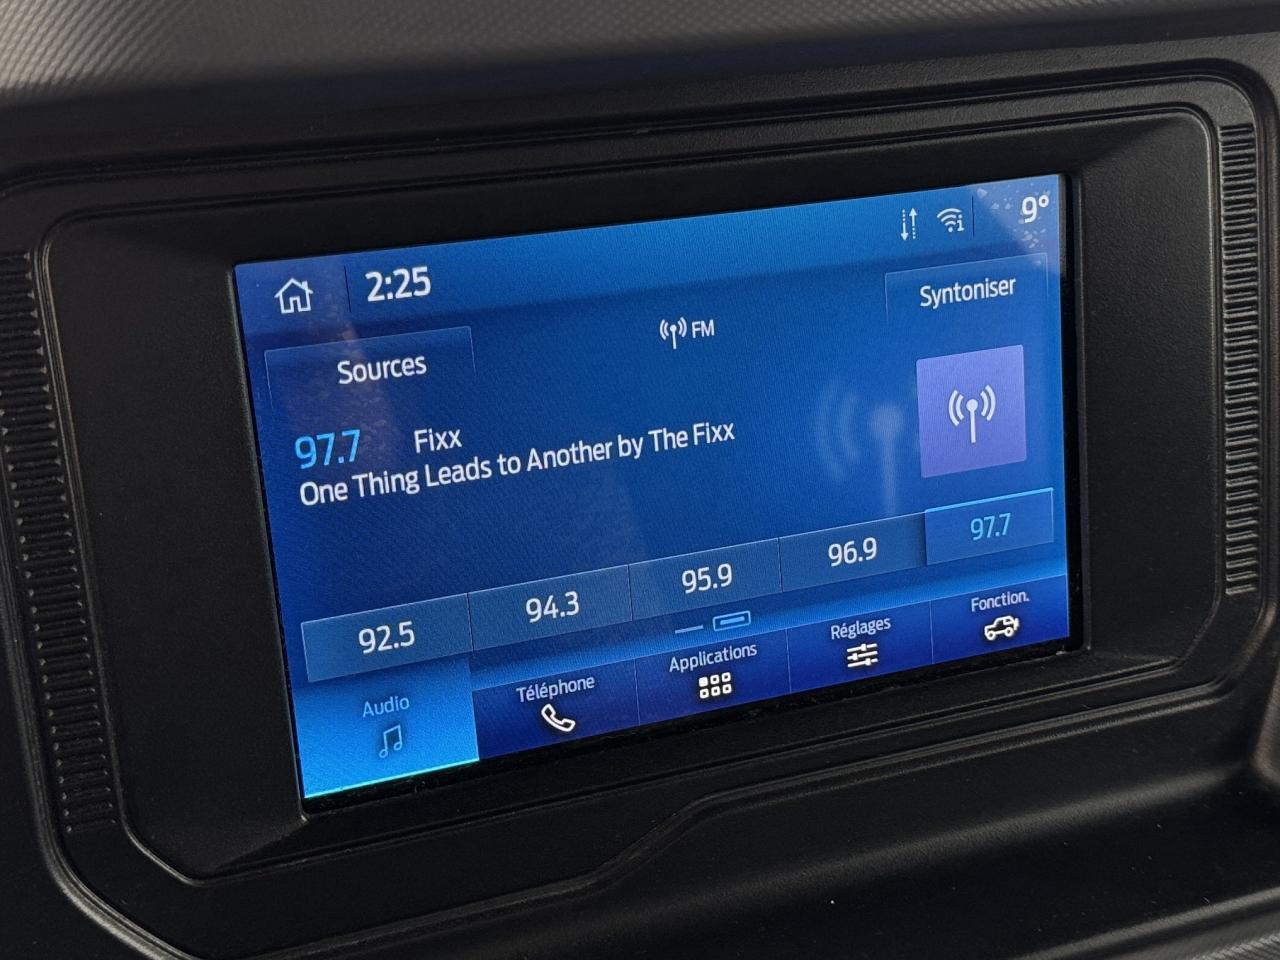 2:25
9°
Sources
FM
Syntoniser
97.7 Fixx
One Thing Leads to Another by The Fixx
92.5 94.3 95.9 96.9 97.7
Audio Téléphone Applications Réglages Fonction.